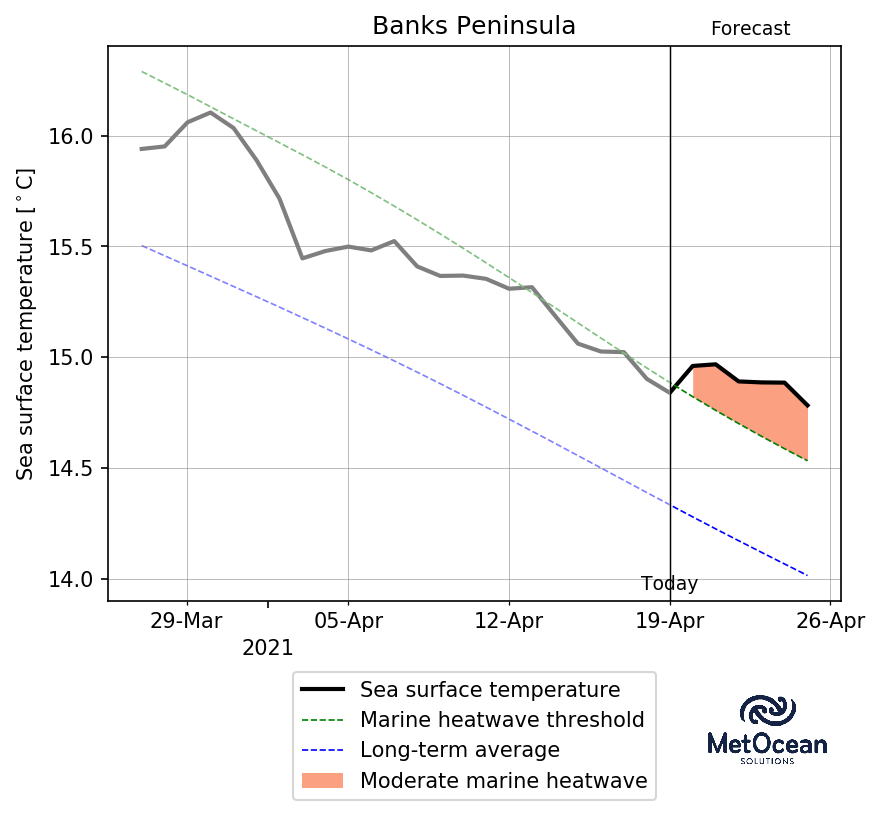 Banks Peninsula
Forecast
Sea surface temperature [°C]
16.0
15.5
15.0
14.5
14.0
Today
29-Mar 05-Apr 12-Apr 19-Apr 26-Apr
2021
Sea surface temperature
Marine heatwave threshold
Long-term average
Moderate marine heatwave
MetOcean
SOLUTIONS